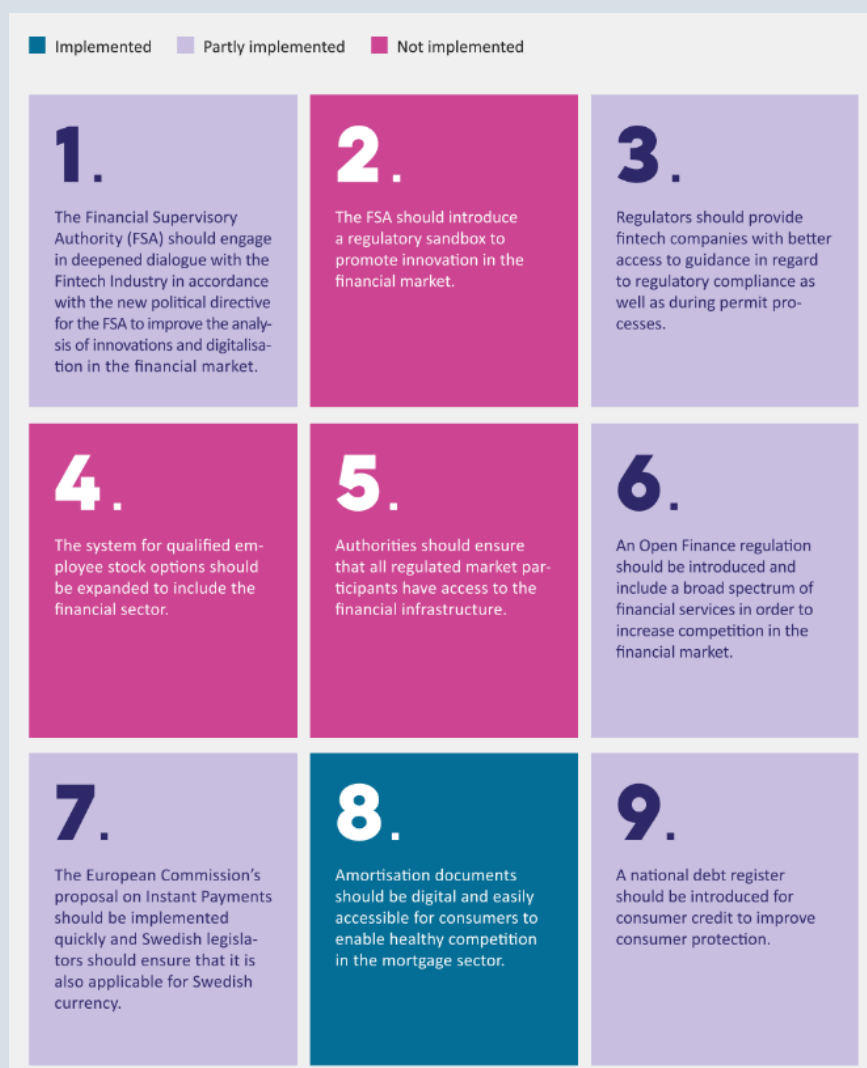 Implemented Partly implemented Not implemented
1.
The Financial Supervisory
Authority (FSA) should engage
in deepened dialogue with the
Fintech Industry in accordance
with the new political directive
for the FSA to improve the analy-
sis of innovations and digitalisa-
tion in the financial market.
2.
The FSA should introduce
a regulatory sandbox to
promote innovation in the
financial market.
3.
Regulators should provide
fintech companies with better
access to guidance in regard
to regulatory compliance as
well as during permit pro-
cesses.
4.
The system for qualified em-
ployee stock options should
be expanded to include the
financial sector.
5.
Authorities should ensure
that all regulated market par-
ticipants have access to the
financial infrastructure.
6.
An Open Finance regulation
should be introduced and
include a broad spectrum of
financial services in order to
increase competition in the
financial market.
7.
The European Commission's
proposal on Instant Payments
should be implemented
quickly and Swedish legisla-
tors should ensure that it is
also applicable for Swedish
currency.
8.
Amortisation documents
should be digital and easily
accessible for consumers to
enable healthy competition
in the mortgage sector.
9.
A national debt register
should be introduced for
consumer credit to improve
consumer protection.